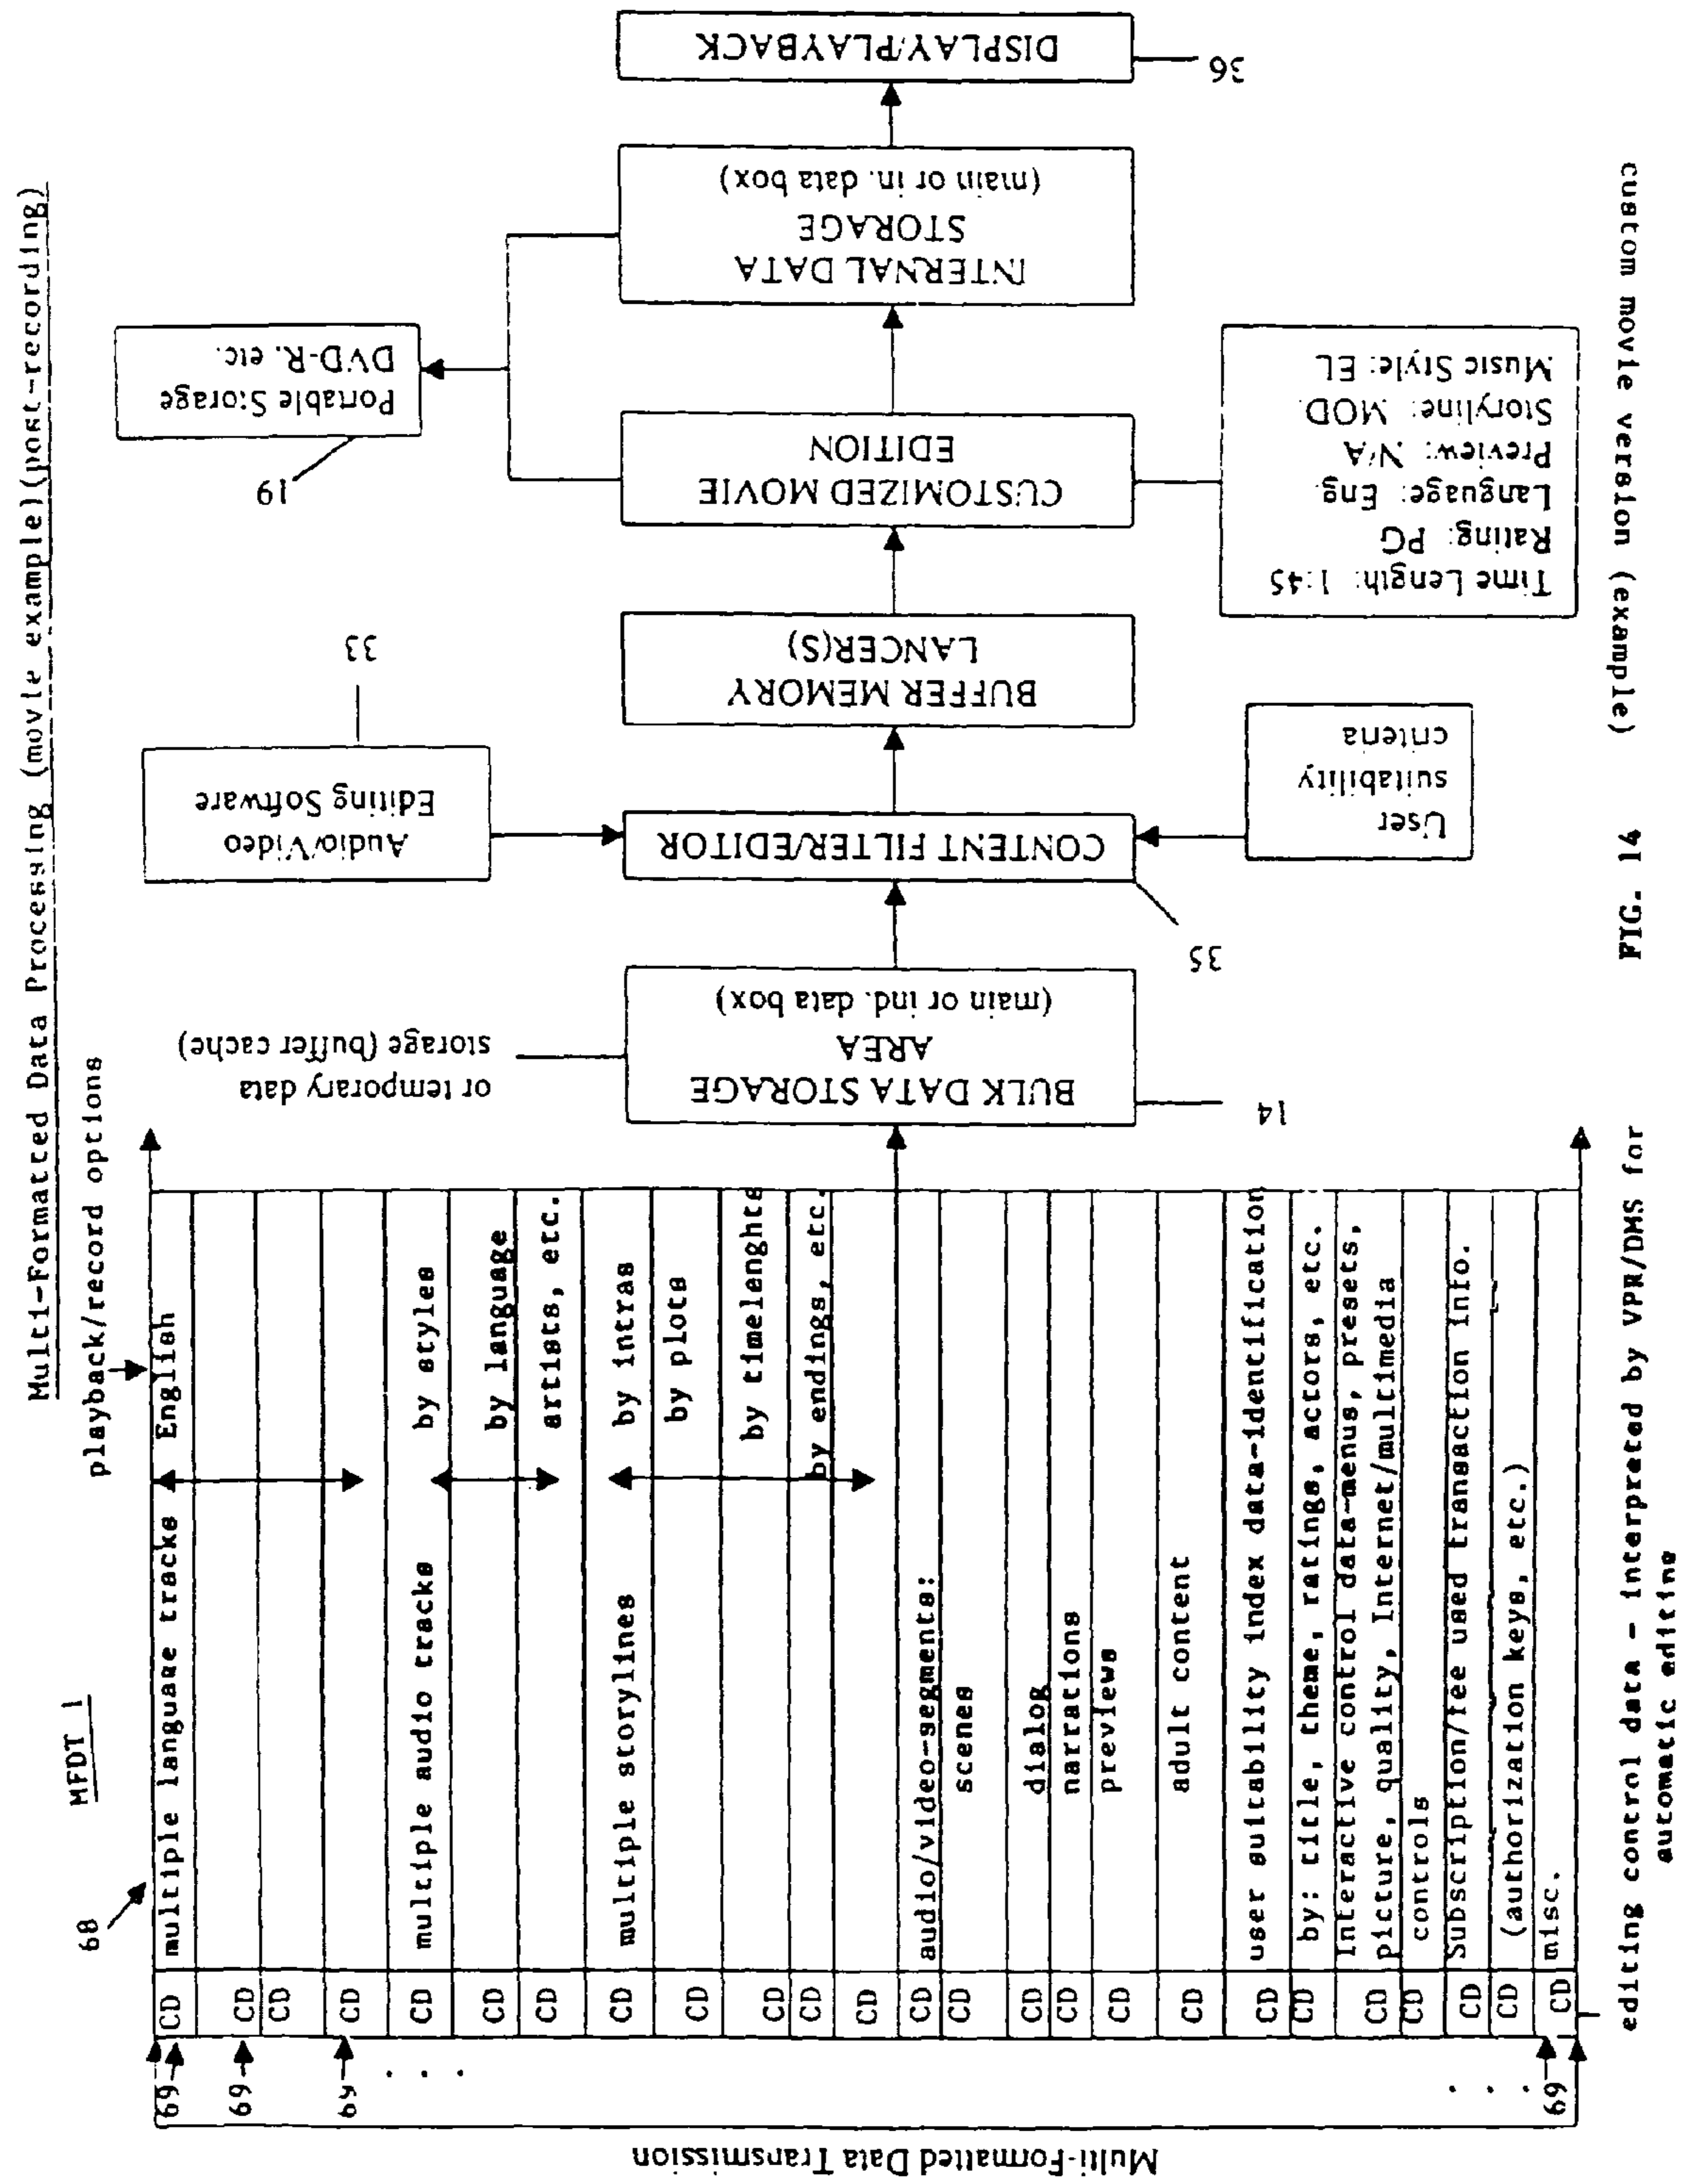 Multi-Formatted Data Processing (movie example)(post-recording)
MFDT 1
playback/record options
68
69
69
69
69
Multi-Formatted Data Transmission
CD multiple language tracks English
CD
CD
CD
CD multiple audio tracks by styles
CD by language
CD artists, etc.
CD multiple storylines by intras
CD by plots
CD by timelenghts
CD by endings, etc.
CD
CD audio/video-segments:
CD scenes
CD dialog
CD narrations
CD previews
CD adult content
CD user suitability index data-identification
CD by: title, theme, ratings, actors, etc.
Interactive control data-menus, presets,
CD picture, quality, Internet/multimedia
CD controls
CD Subscription/fee used transaction info.
CD (authorization keys, etc.)
CD misc.
editing control data - interpreted by VPR/DMS for
automatic editing
or temporary data
storage (buffer cache)
BULK DATA STORAGE
AREA
(main or ind. data box)
14
Audio/Video
Editing Software
33
CONTENT FILTER/EDITOR
35
User
suitability
criteria
BUFFER MEMORY
LANCER(S)
CUSTOMIZED MOVIE
EDITION
Portable Storage
DVD-R. etc.
19
Time Length: 1:45
Rating: PG
Language: Eng.
Preview: N/A
Storyline: MOD.
Music Style: EL
INTERNAL DATA
STORAGE
(main or in. data box)
DISPLAY/PLAYBACK
36
custom movie version (example)
FIG. 14